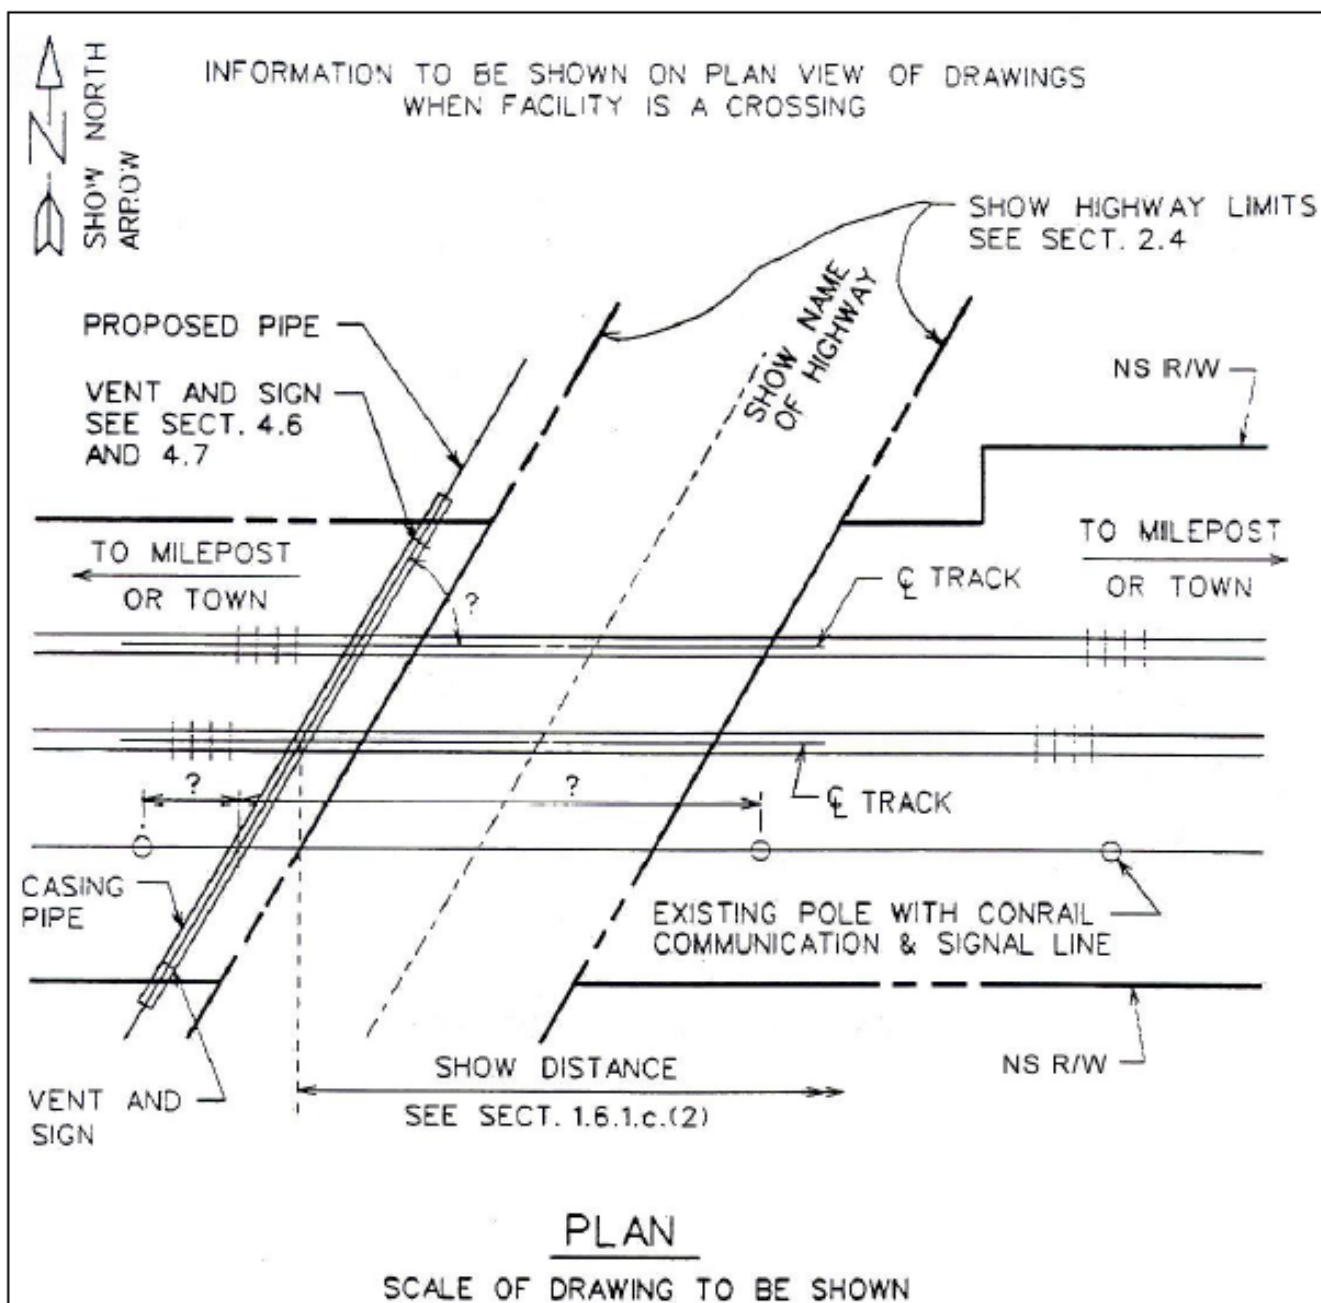 INFORMATION TO BE SHOWN ON PLAN VIEW OF DRAWINGS
WHEN FACILITY IS A CROSSING
N
SHOW NORTH
ARROW
SHOW HIGHWAY LIMITS
SEE SECT. 2.4
SHOW NAME
OF HIGHWAY
PROPOSED PIPE
VENT AND SIGN
SEE SECT. 4.6
AND 4.7
NS R/W
TO MILEPOST
OR TOWN
TO MILEPOST
OR TOWN
?
℄ TRACK
?
?
℄ TRACK
CASING
PIPE
EXISTING POLE WITH CONRAIL
COMMUNICATION & SIGNAL LINE
SHOW DISTANCE
SEE SECT. 1.6.1.c.(2)
NS R/W
VENT AND
SIGN
PLAN
SCALE OF DRAWING TO BE SHOWN